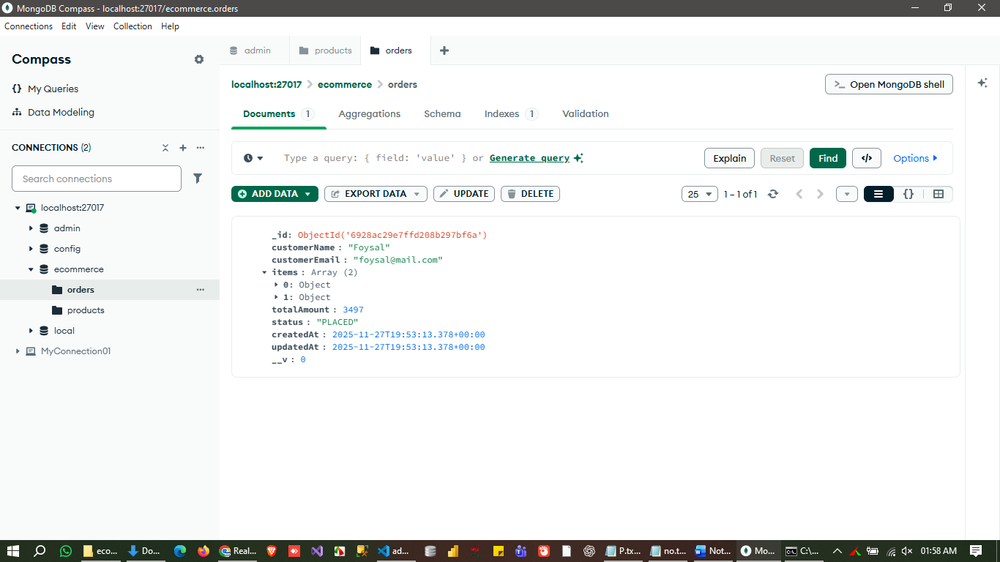 MongoDB Compass - localhost:27017/ecommerce.orders
Connections Edit View Collection Help
Compass
{} My Queries
Data Modeling
CONNECTIONS (2)
Search connections
localhost:27017
admin
config
ecommerce
orders
products
local
MyConnection01
admin products orders
localhost:27017 > ecommerce > orders
>_ Open MongoDB shell
Documents 1 Aggregations Schema Indexes 1 Validation
Type a query: { field: 'value' } or Generate query
Explain Reset Find </> Options
ADD DATA EXPORT DATA UPDATE DELETE
25 1 – 1 of 1 {}
_id: ObjectId('6928ac29e7ffd208b297bf6a')
customerName : "Foysal"
customerEmail : "foysal@mail.com"
items : Array (2)
0: Object
1: Object
totalAmount : 3497
status : "PLACED"
createdAt : 2025-11-27T19:53:13.378+00:00
updatedAt : 2025-11-27T19:53:13.378+00:00
__v : 0
eco... Do... Real... ad... P.tx... no.t... Not... Mo... C:\... 01:58 AM